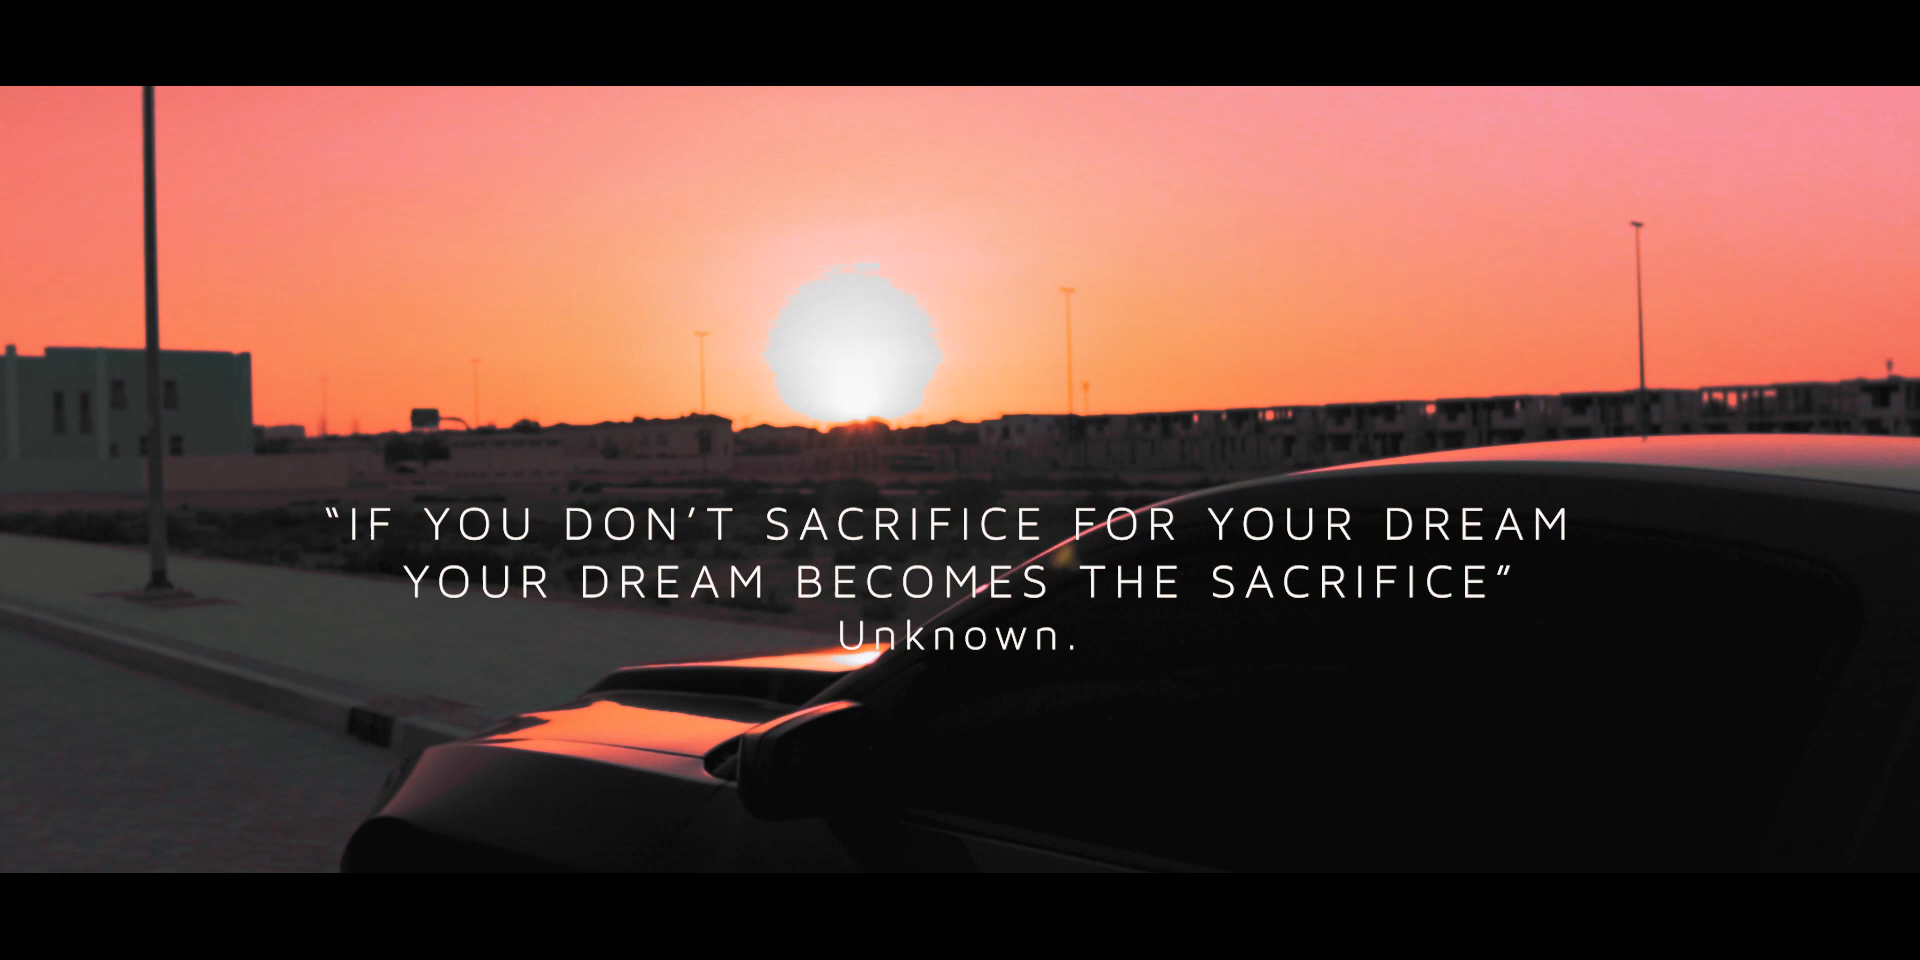 “IF YOU DON’T SACRIFICE FOR YOUR DREAM
YOUR DREAM BECOMES THE SACRIFICE”
Unknown.